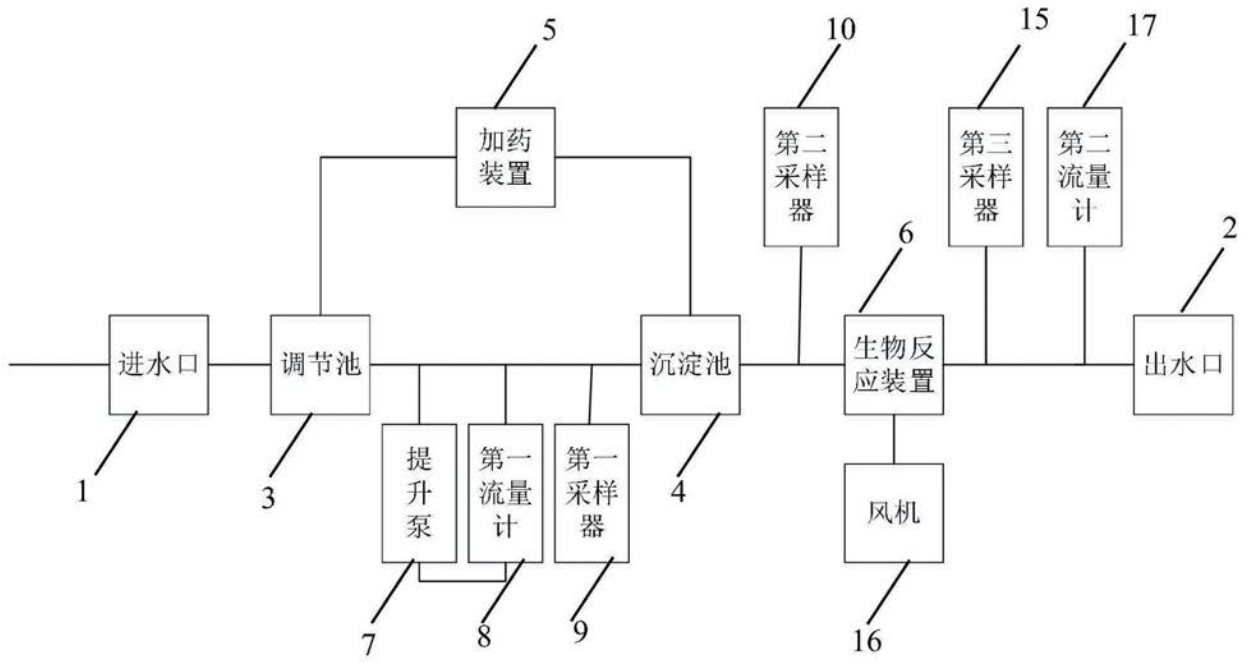 5
10
15
17
加药
装置
第二
采样
器
第三
采样
器
第二
流量
计
6
2
进水口
调节池
沉淀池
生物反
应装置
出水口
1
3
提
升
泵
第一
流量
计
第一
采样
器
4
风机
7
8
9
16